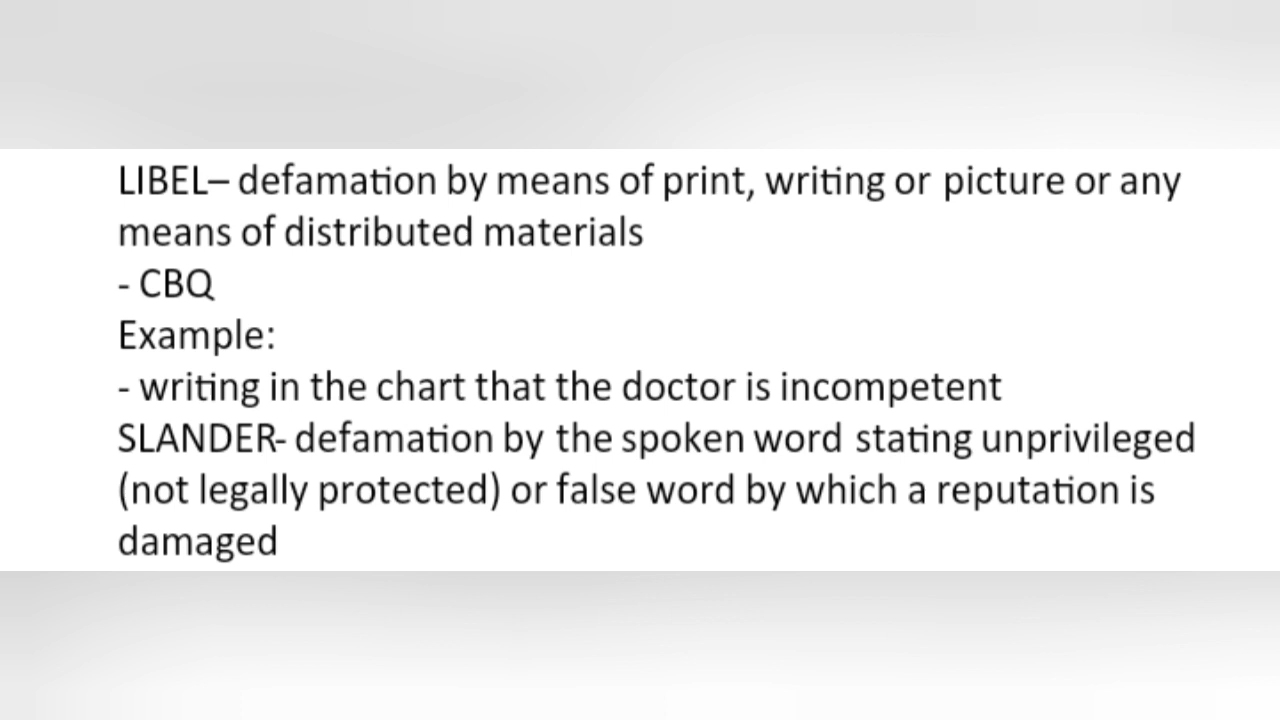 LIBEL– defamation by means of print, writing or picture or any
means of distributed materials
- CBQ
Example:
- writing in the chart that the doctor is incompetent
SLANDER- defamation by the spoken word stating unprivileged
(not legally protected) or false word by which a reputation is
damaged